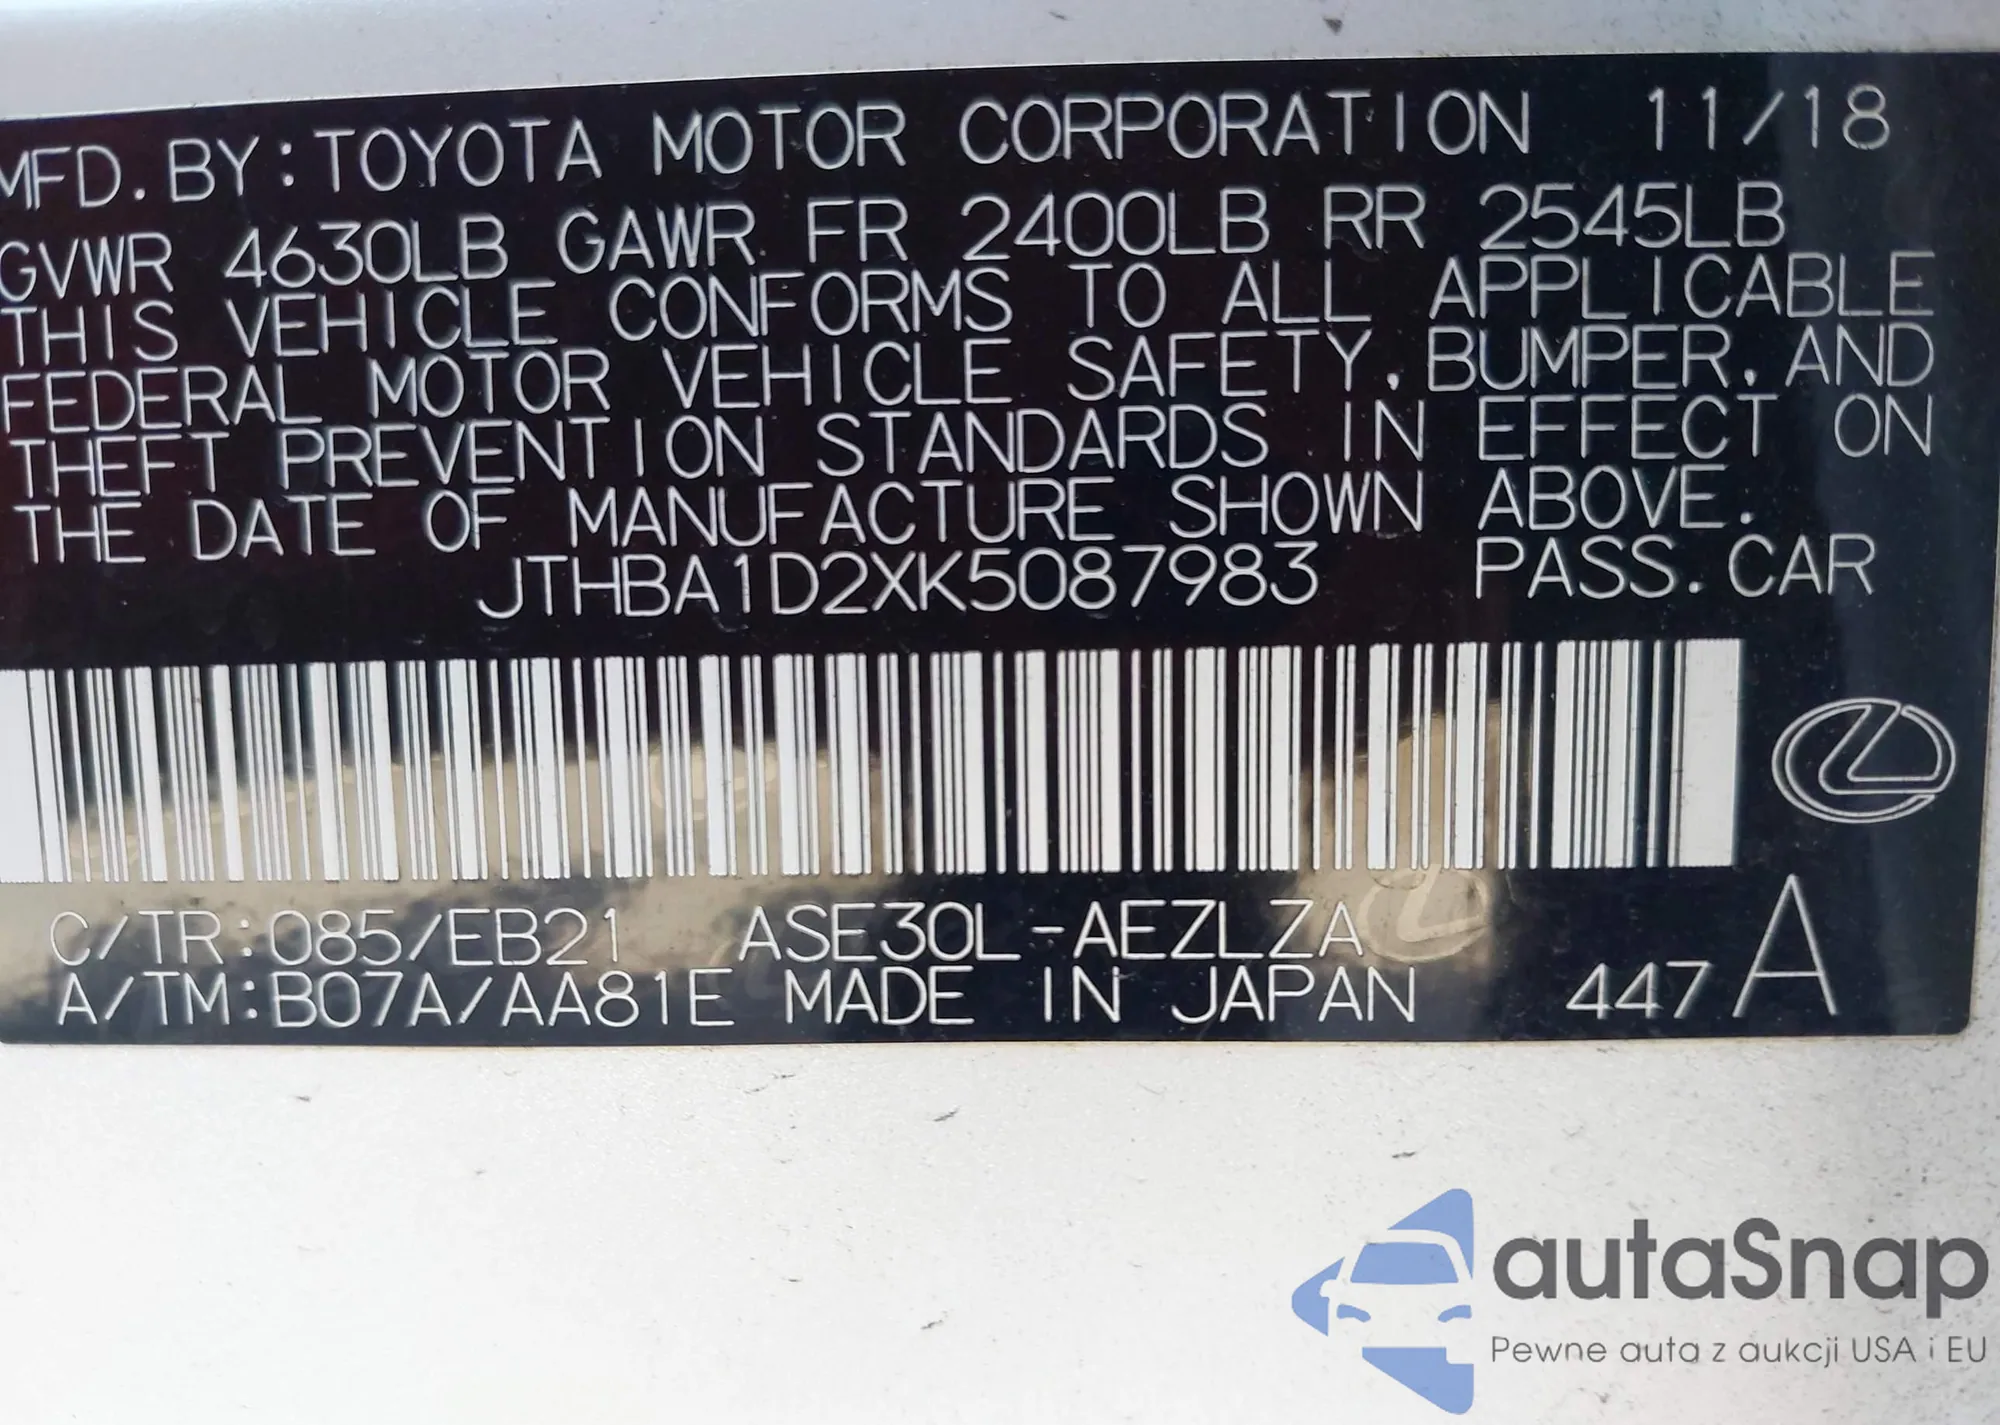 MFD. BY: TOYOTA MOTOR CORPORATION 11/18
GVWR 4630LB GAWR FR 2400LB RR 2545LB
THIS VEHICLE CONFORMS TO ALL APPLICABLE
FEDERAL MOTOR VEHICLE SAFETY, BUMPER, AND
THEFT PREVENTION STANDARDS IN EFFECT ON
THE DATE OF MANUFACTURE SHOWN ABOVE.
JTHBA1D2XK5087983 PASS. CAR
C/TR: 085/EB21 ASE30L-AEZLZA
A/TM: B07A/AA81E MADE IN JAPAN 447 A
autaSnap
Pewne auta z aukcji USA i EU